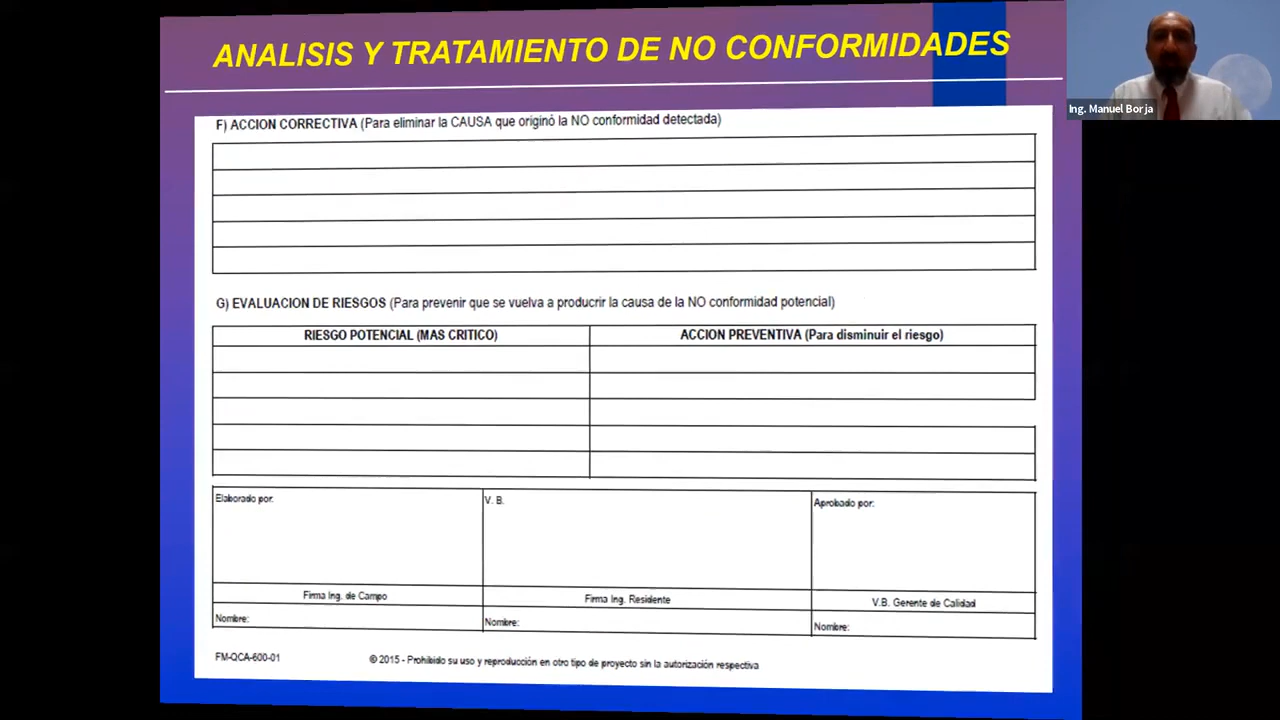 ANALISIS Y TRATAMIENTO DE NO CONFORMIDADES
Ing. Manuel Borja
F) ACCION CORRECTIVA (Para eliminar la CAUSA que originó la NO conformidad detectada)
G) EVALUACION DE RIESGOS (Para prevenir que se vuelva a producrir la causa de la NO conformidad potencial)
RIESGO POTENCIAL (MAS CRITICO) ACCION PREVENTIVA (Para disminuir el riesgo)
Elaborado por: V. B. Aprobado por:
Firma Ing. de Campo Firma Ing. Residente V.B. Gerente de Calidad
Nombre: Nombre: Nombre:
FM-QCA-600-01 © 2015 - Prohibido su uso y reproducción en otro tipo de proyecto sin la autorización respectiva